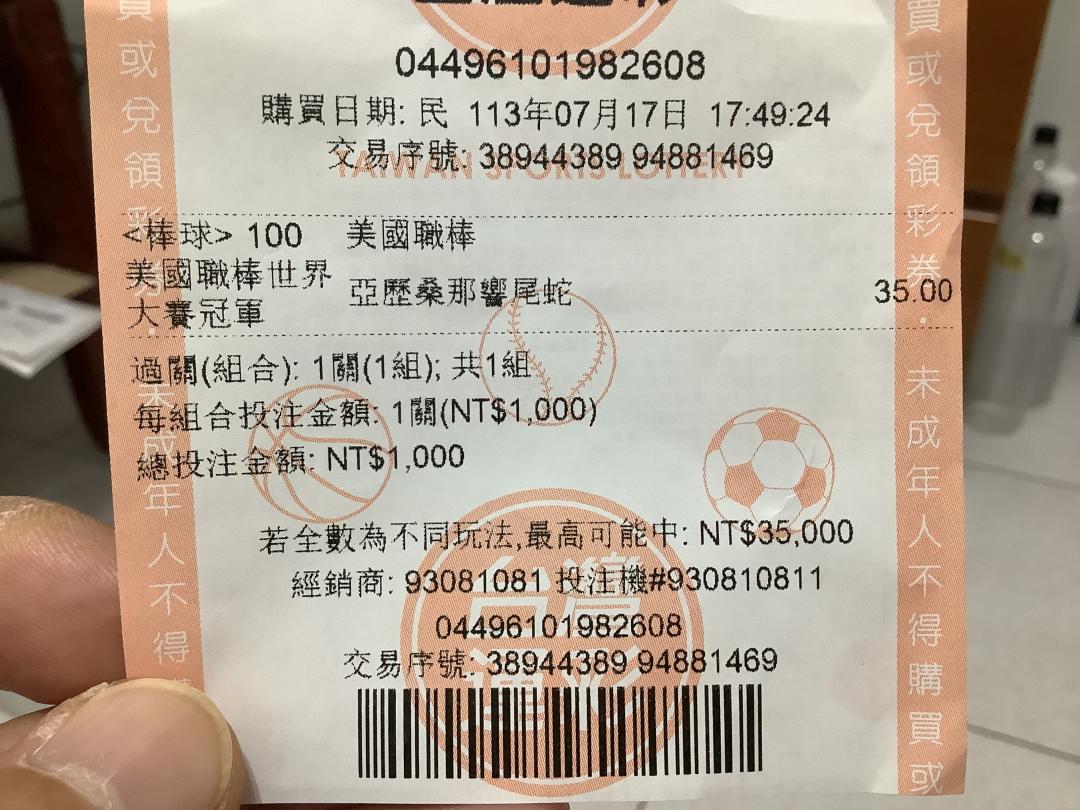 04496101982608
購買日期: 民 113年07月17日 17:49:24
交易序號: 38944389 94881469
TAIWAN SPORTS LOTTERY
<棒球> 100 美國職棒
美國職棒世界
大賽冠軍
亞歷桑那響尾蛇 35.00
過關(組合): 1關(1組); 共1組
每組合投注金額: 1關(NT$1,000)
總投注金額: NT$1,000
若全數為不同玩法,最高可能中: NT$35,000
經銷商: 93081081 投注機#930810811
04496101982608
交易序號: 38944389 94881469
買或兌領彩券·未成年人不得
買或兌領彩券·未成年人不得購買或